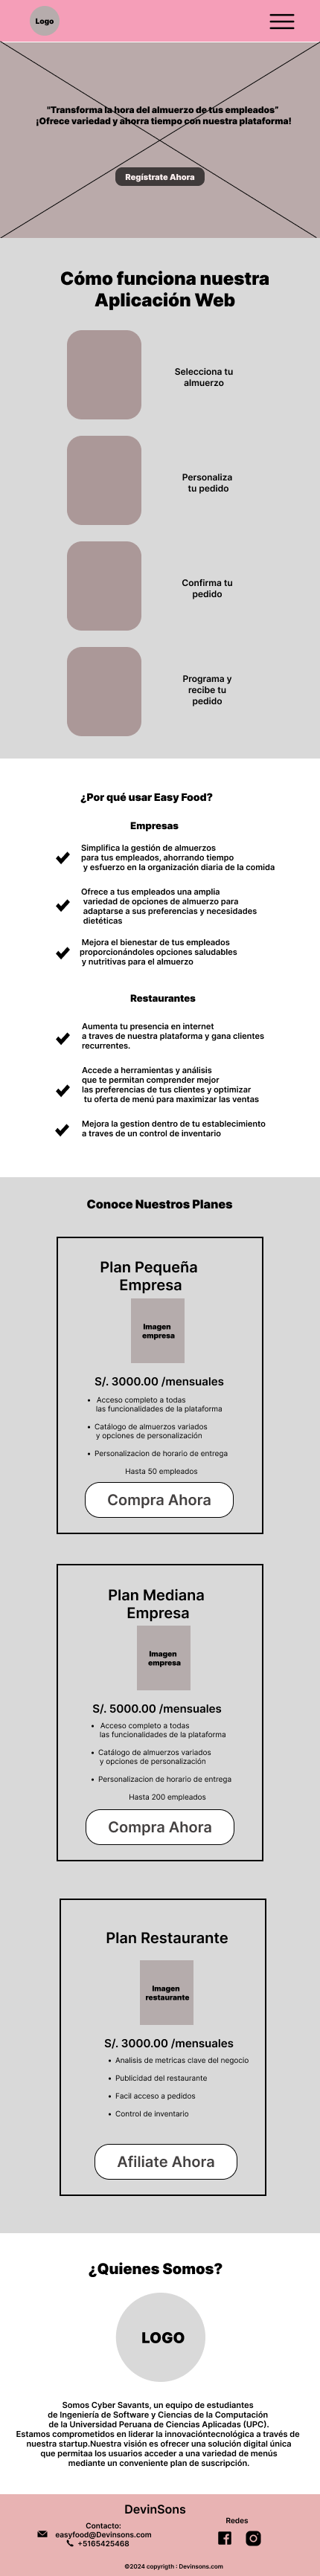 Logo
"Transforma la hora del almuerzo de tus empleados"
¡Ofrece variedad y ahorra tiempo con nuestra plataforma!
Regístrate Ahora
Cómo funciona nuestra
Aplicación Web
Selecciona tu
almuerzo
Personaliza
tu pedido
Confirma tu
pedido
Programa y
recibe tu
pedido
¿Por qué usar Easy Food?
Empresas
Simplifica la gestión de almuerzos
para tus empleados, ahorrando tiempo
y esfuerzo en la organización diaria de la comida
Ofrece a tus empleados una amplia
variedad de opciones de almuerzo para
adaptarse a sus preferencias y necesidades
dietéticas
Mejora el bienestar de tus empleados
proporcionándoles opciones saludables
y nutritivas para el almuerzo
Restaurantes
Aumenta tu presencia en internet
a traves de nuestra plataforma y gana clientes
recurrentes.
Accede a herramientas y análisis
que te permitan comprender mejor
las preferencias de tus clientes y optimizar
tu oferta de menú para maximizar las ventas
Mejora la gestion dentro de tu establecimiento
a traves de un control de inventario
Conoce Nuestros Planes
Plan Pequeña
Empresa
Imagen
empresa
S/. 3000.00 /mensuales
• Acceso completo a todas
las funcionalidades de la plataforma
• Catálogo de almuerzos variados
y opciones de personalización
• Personalizacion de horario de entrega
Hasta 50 empleados
Compra Ahora
Plan Mediana
Empresa
Imagen
empresa
S/. 5000.00 /mensuales
• Acceso completo a todas
las funcionalidades de la plataforma
• Catálogo de almuerzos variados
y opciones de personalización
• Personalizacion de horario de entrega
Hasta 200 empleados
Compra Ahora
Plan Restaurante
Imagen
restaurante
S/. 3000.00 /mensuales
• Analisis de metricas clave del negocio
• Publicidad del restaurante
• Facil acceso a pedidos
• Control de inventario
Afiliate Ahora
¿Quienes Somos?
LOGO
Somos Cyber Savants, un equipo de estudiantes
de Ingeniería de Software y Ciencias de la Computación
de la Universidad Peruana de Ciencias Aplicadas (UPC).
Estamos comprometidos en liderar la innovacióntecnológica a través de
nuestra startup.Nuestra visión es ofrecer una solución digital única
que permitaa los usuarios acceder a una variedad de menús
mediante un conveniente plan de suscripción.
DevinSons
Contacto:
easyfood@Devinsons.com
+5165425468
Redes
©2024 copyrigth : Devinsons.com